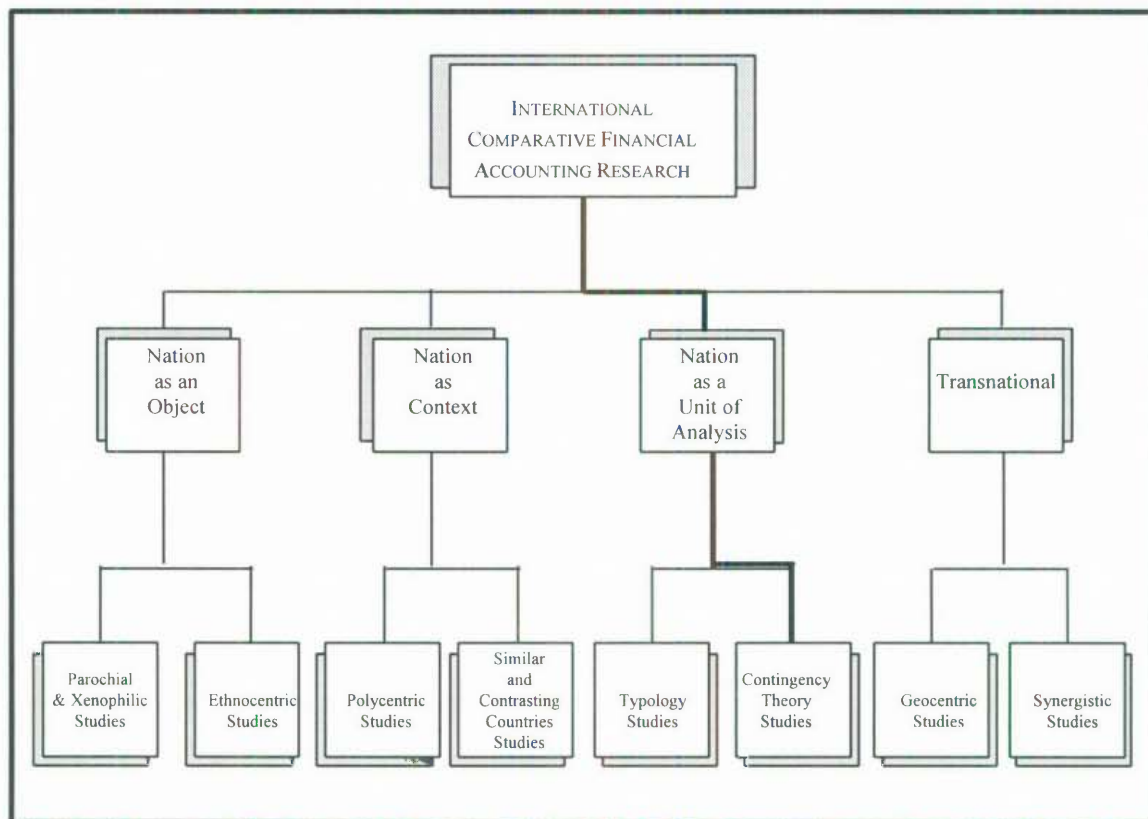 INTERNATIONAL
COMPARATIVE FINANCIAL
ACCOUNTING RESEARCH
Nation
as an
Object
Nation
as
Context
Nation
as a
Unit of
Analysis
Transnational
Parochial
& Xenophilic
Studies
Ethnocentric
Studies
Polycentric
Studies
Similar
and
Contrasting
Countries
Studies
Typology
Studies
Contingency
Theory
Studies
Geocentric
Studies
Synergistic
Studies